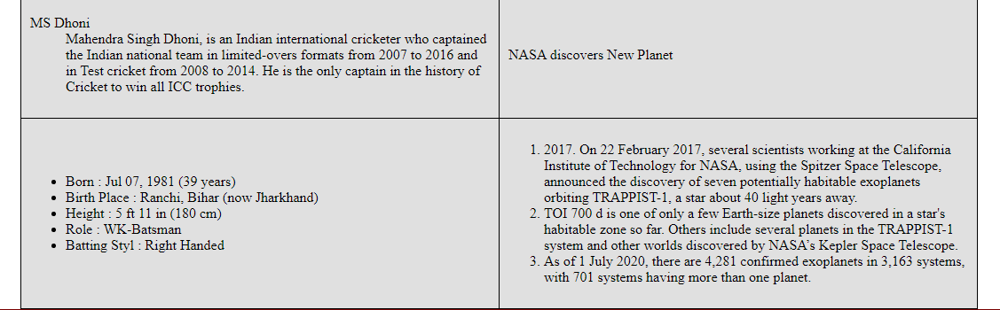 MS Dhoni
Mahendra Singh Dhoni, is an Indian international cricketer who captained
the Indian national team in limited-overs formats from 2007 to 2016 and
in Test cricket from 2008 to 2014. He is the only captain in the history of
Cricket to win all ICC trophies.
NASA discovers New Planet
• Born : Jul 07, 1981 (39 years)
• Birth Place : Ranchi, Bihar (now Jharkhand)
• Height : 5 ft 11 in (180 cm)
• Role : WK-Batsman
• Batting Styl : Right Handed
1. 2017. On 22 February 2017, several scientists working at the California
Institute of Technology for NASA, using the Spitzer Space Telescope,
announced the discovery of seven potentially habitable exoplanets
orbiting TRAPPIST-1, a star about 40 light years away.
2. TOI 700 d is one of only a few Earth-size planets discovered in a star's
habitable zone so far. Others include several planets in the TRAPPIST-1
system and other worlds discovered by NASA’s Kepler Space Telescope.
3. As of 1 July 2020, there are 4,281 confirmed exoplanets in 3,163 systems,
with 701 systems having more than one planet.